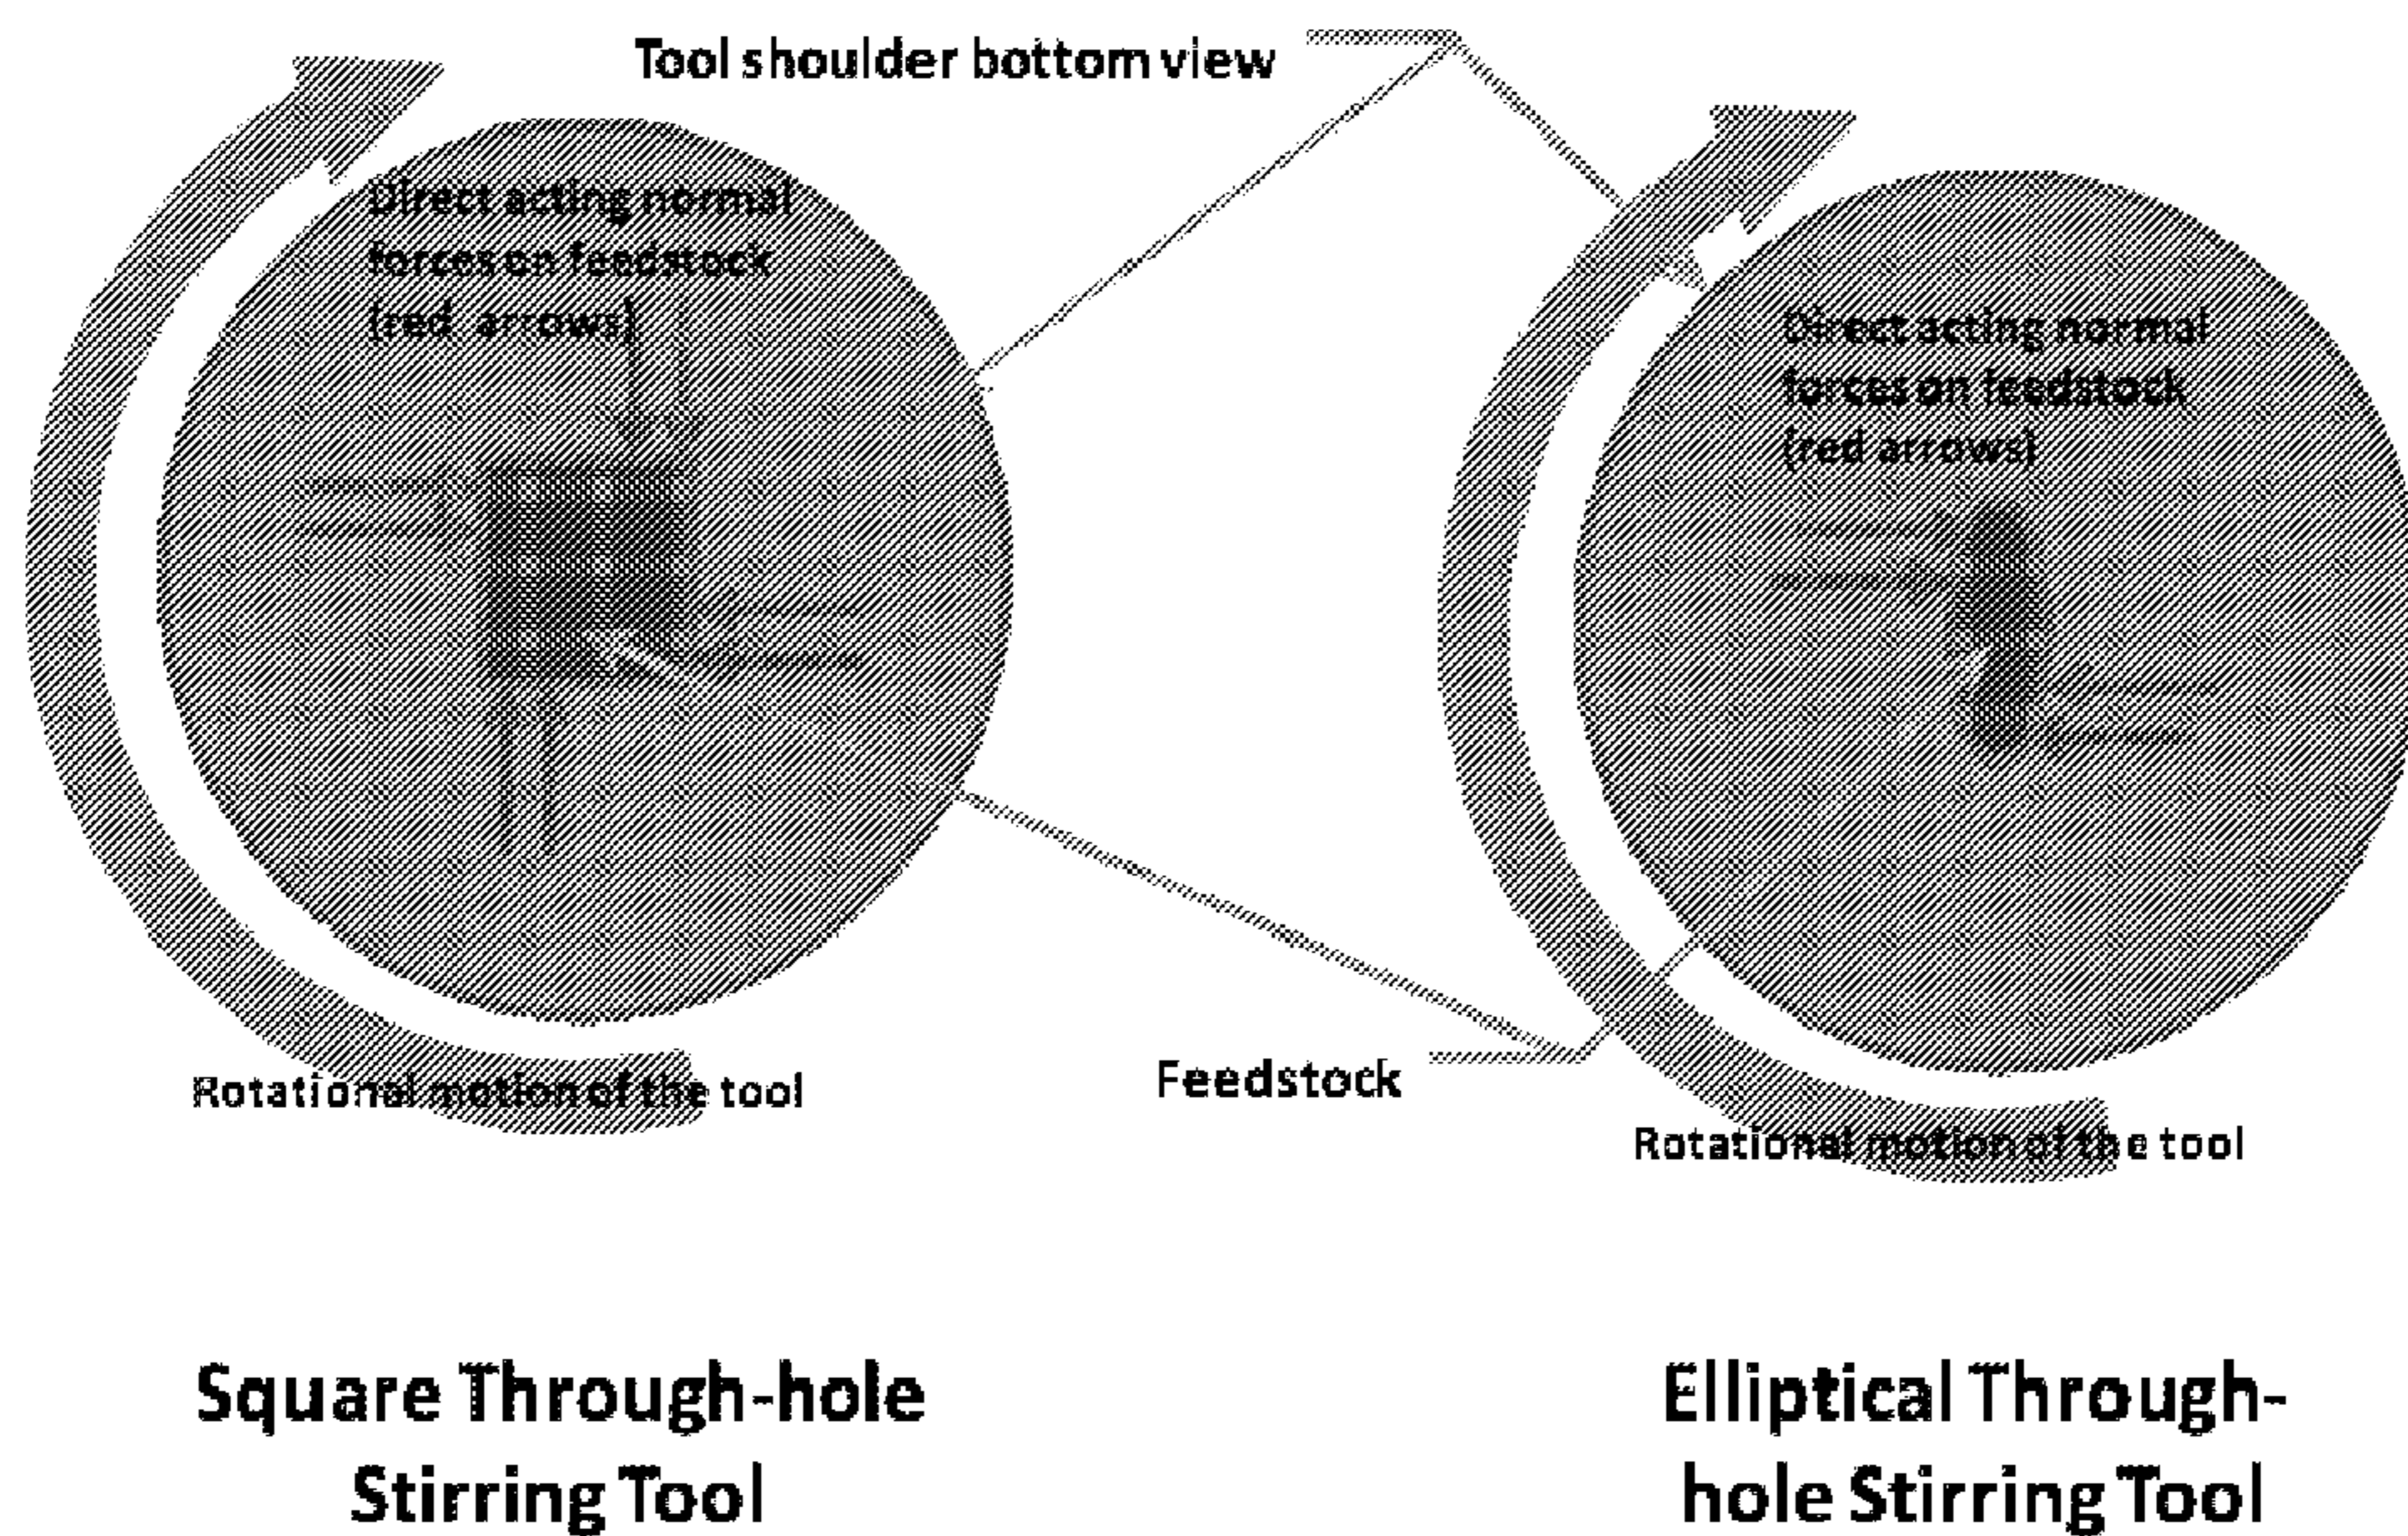 Tool shoulder bottom view
Direct acting normal
forces on feedstock
(red arrows)
Direct acting normal
forces on feedstock
(red arrows)
Rotational motion of the tool
Feedstock
Rotational motion of the tool
Square Through-hole
Stirring Tool
Elliptical Through-
hole Stirring Tool